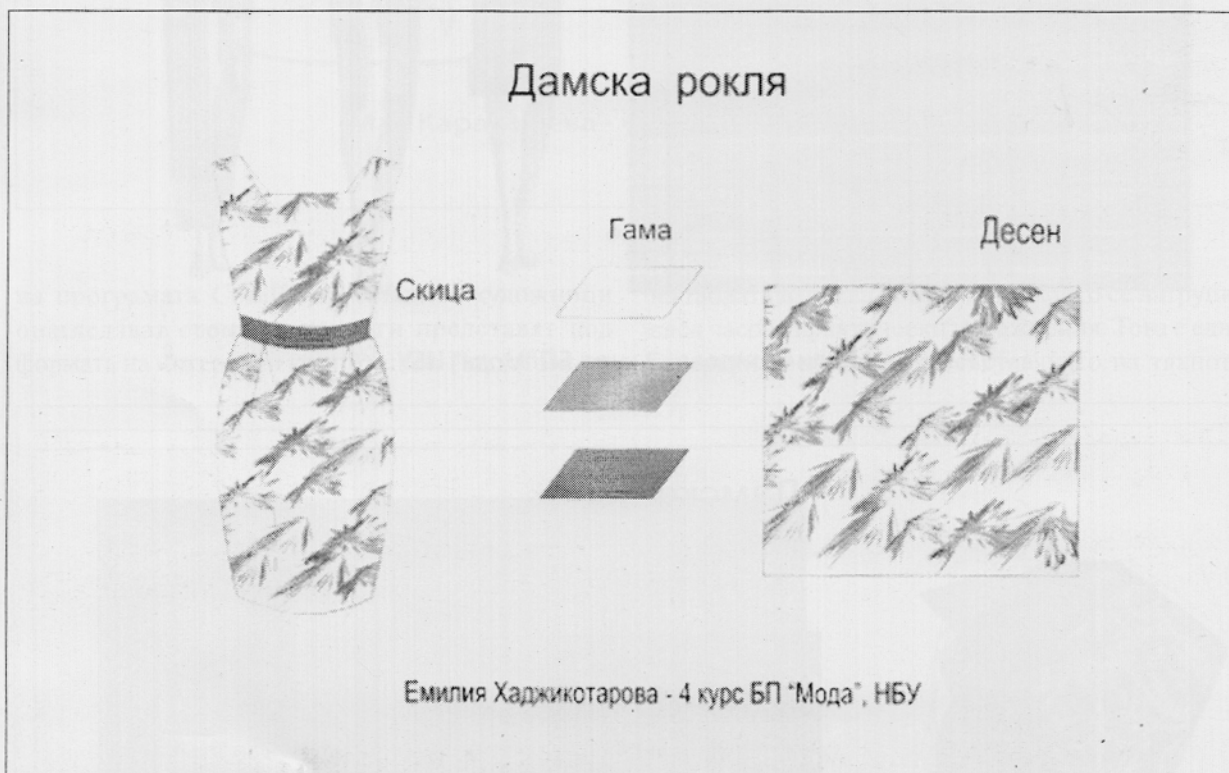 Дамска рокля
Гама
Десен
Скица
Емилия Хаджикотарова - 4 курс БП “Мода”, НБУ